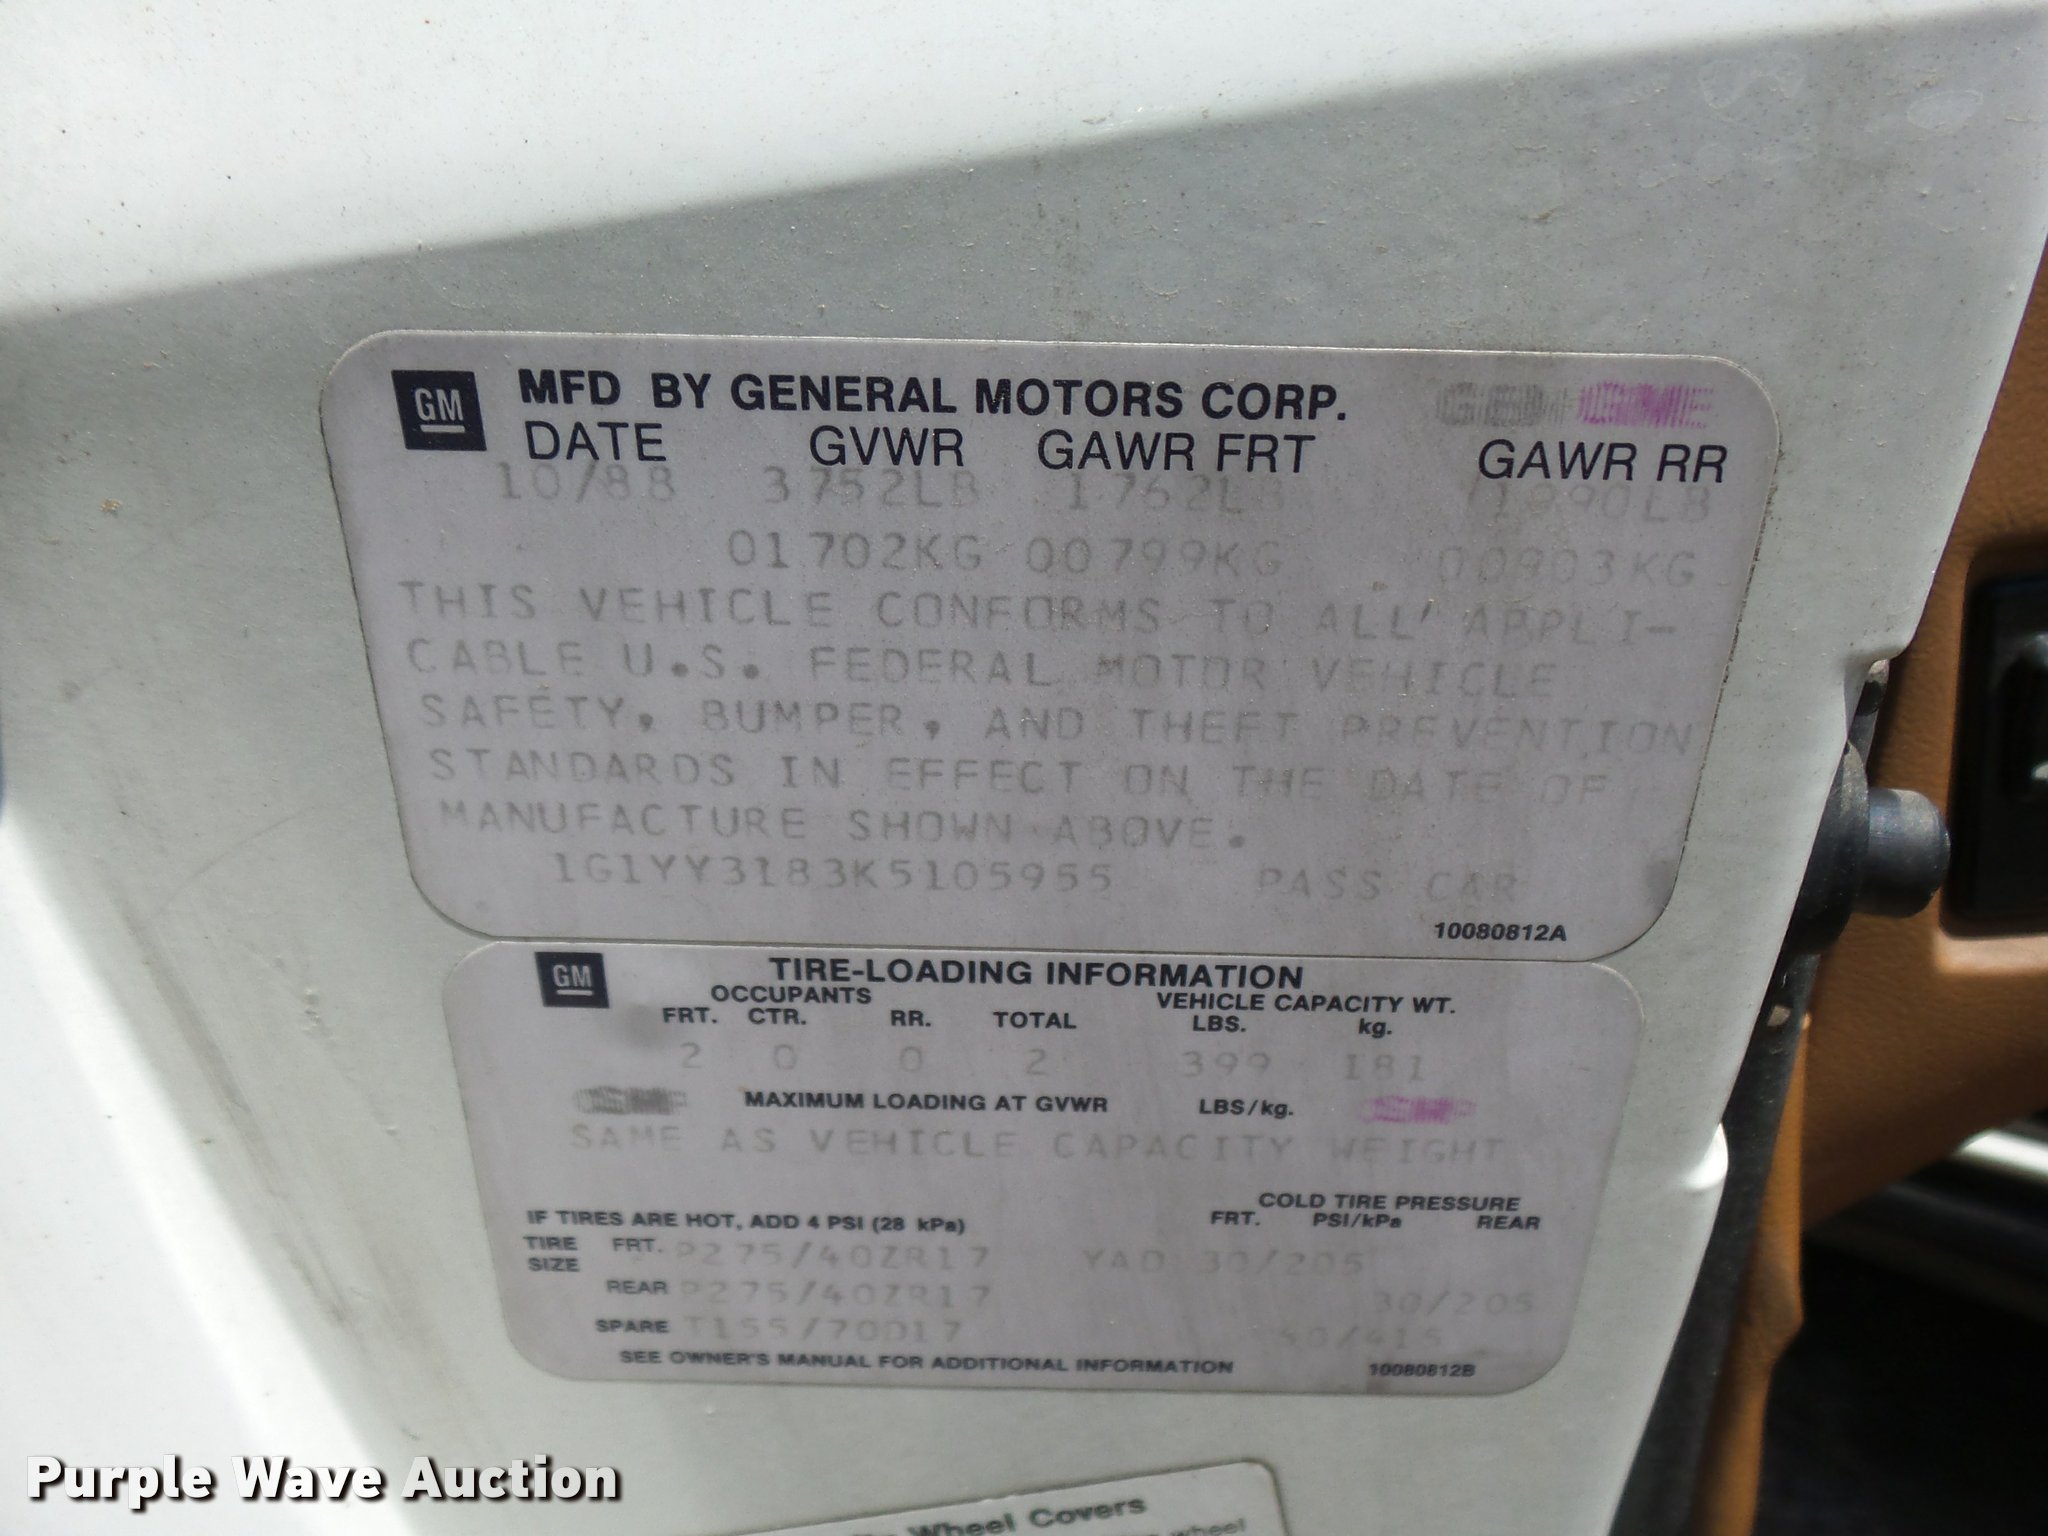 GM MFD BY GENERAL MOTORS CORP.
DATE GVWR GAWR FRT GAWR RR
10/88 3752LB 1762LB 1990LB
01702KG 00799KG 00903KG
THIS VEHICLE CONFORMS TO ALL APPLI-
CABLE U.S. FEDERAL MOTOR VEHICLE
SAFETY, BUMPER, AND THEFT PREVENTION
STANDARDS IN EFFECT ON THE DATE OF
MANUFACTURE SHOWN ABOVE.
1G1YY3183K5105955 PASS CAR
10080812A
GM TIRE-LOADING INFORMATION
OCCUPANTS VEHICLE CAPACITY WT.
FRT. CTR. RR. TOTAL LBS. kg.
2 0 0 2 399 181
MAXIMUM LOADING AT GVWR LBS/kg.
SAME AS VEHICLE CAPACITY WEIGHT
COLD TIRE PRESSURE
IF TIRES ARE HOT, ADD 4 PSI (28 kPa) FRT. PSI/kPa REAR
TIRE SIZE FRT. P275/40ZR17 YAO 30/205
REAR P275/40ZR17 30/205
SPARE T155/70D17 60/415
SEE OWNER'S MANUAL FOR ADDITIONAL INFORMATION 10080812B
Wheel Covers
wheel
Purple Wave Auction